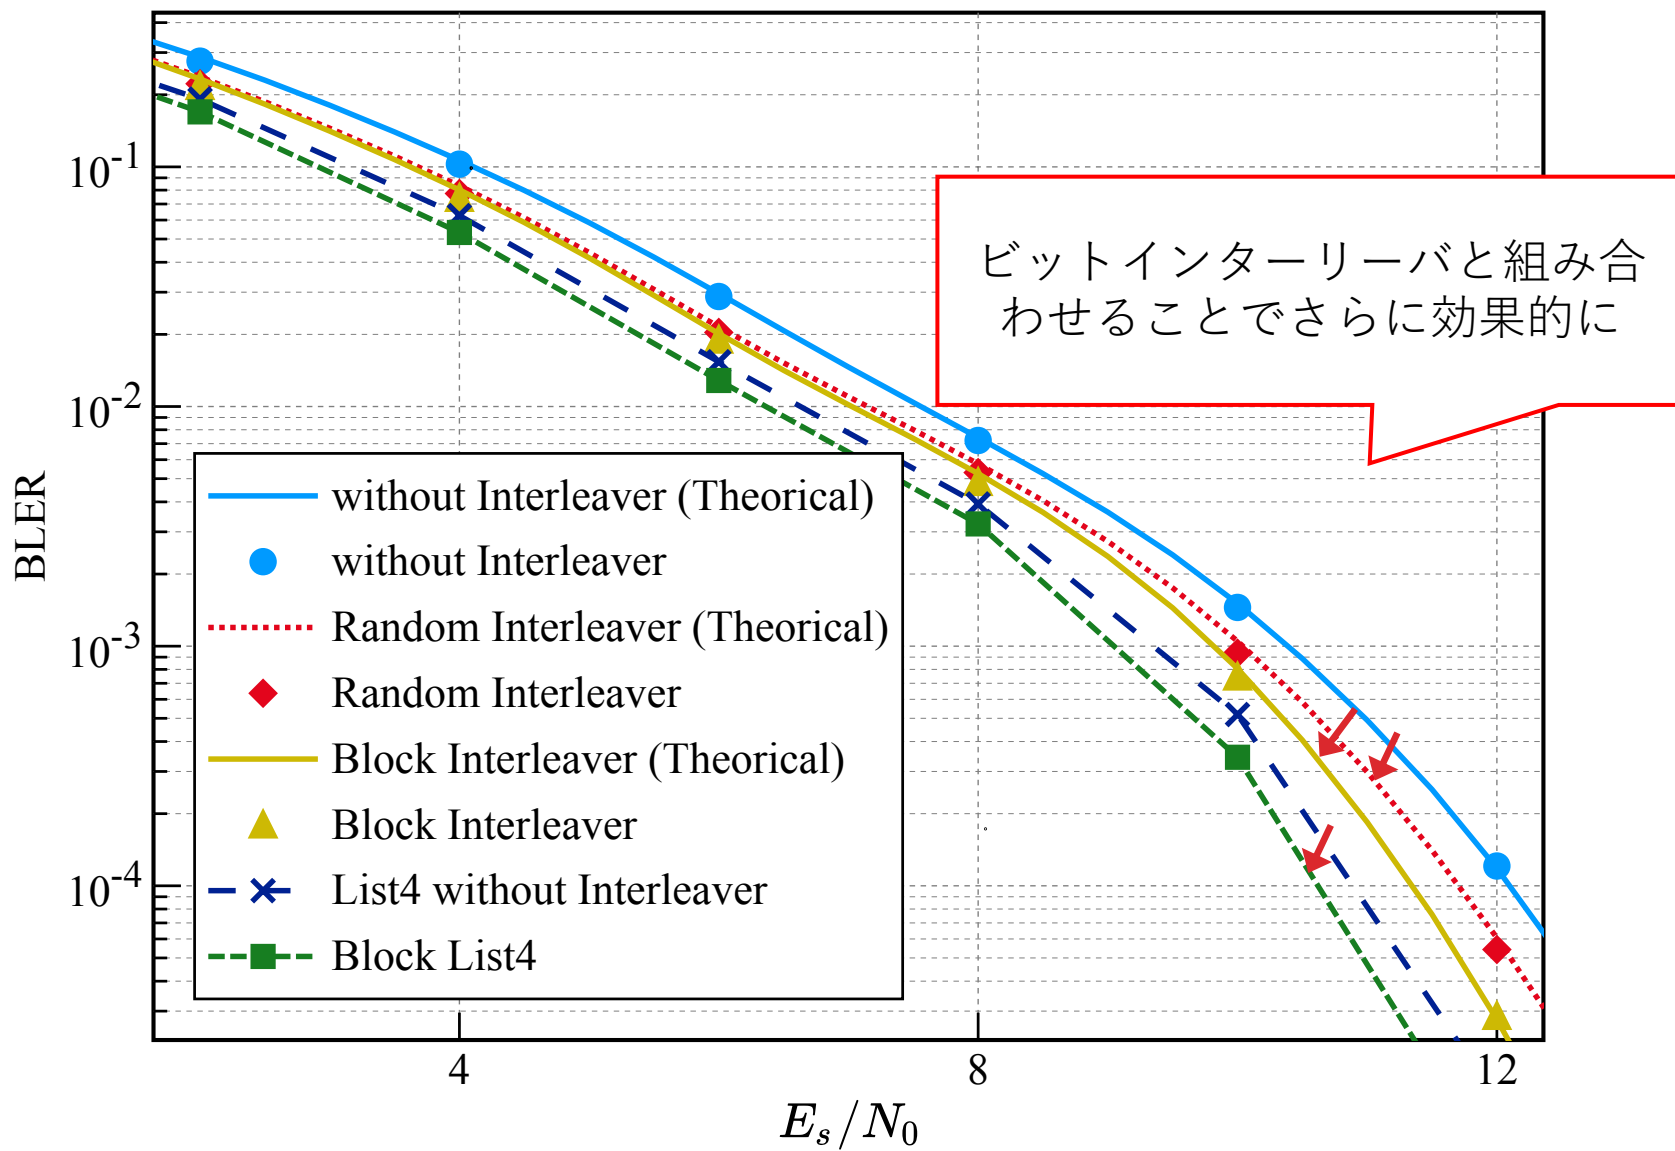 10-1
ビットインターリーバと組み合
わせることでさらに効果的に
10-2
BLER
without Interleaver (Theorical)
without Interleaver
Random Interleaver (Theorical)
Random Interleaver
Block Interleaver (Theorical)
Block Interleaver
List4 without Interleaver
Block List4
10-3
10-4
4 8 12
Es/N0